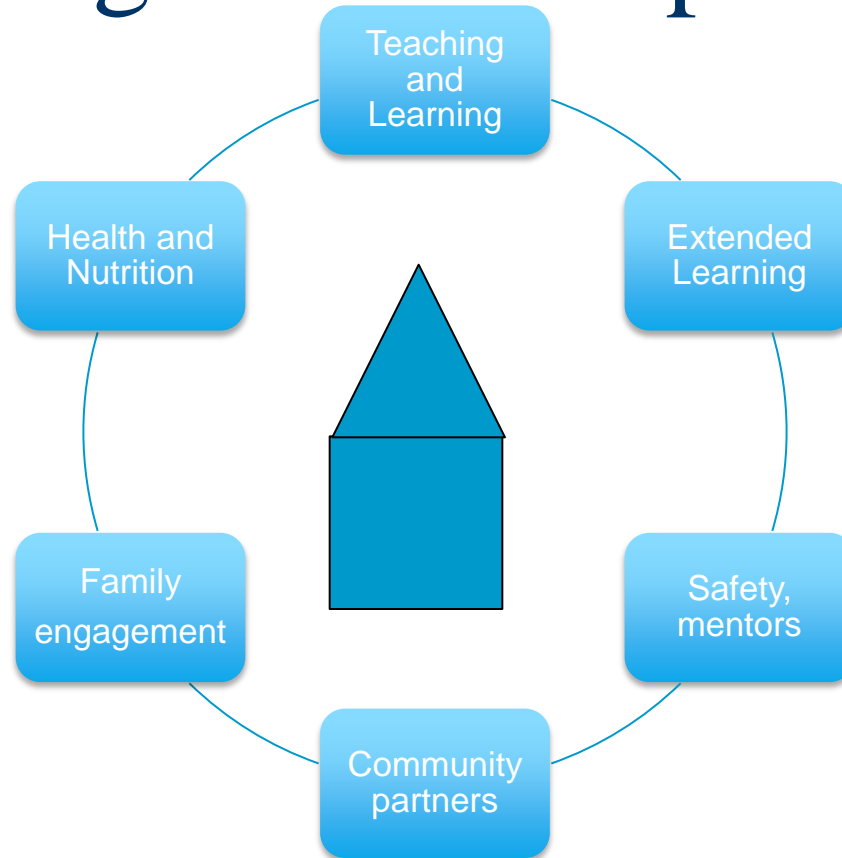 Teaching
and
Learning
Extended
Learning
Safety,
mentors
Community
partners
Family
engagement
Health and
Nutrition